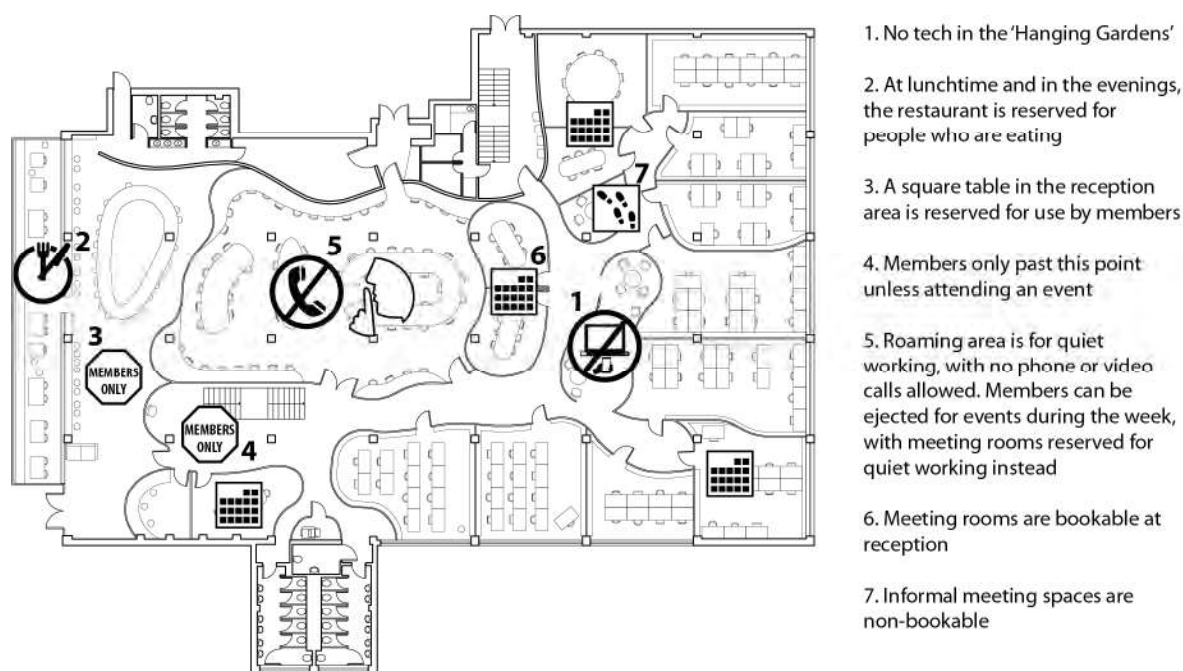 1. No tech in the ‘Hanging Gardens’
2. At lunchtime and in the evenings,
the restaurant is reserved for
people who are eating
3. A square table in the reception
area is reserved for use by members
4. Members only past this point
unless attending an event
5. Roaming area is for quiet
working, with no phone or video
calls allowed. Members can be
ejected for events during the week,
with meeting rooms reserved for
quiet working instead
6. Meeting rooms are bookable at
reception
7. Informal meeting spaces are
non-bookable
7
2
5
6
1
3
MEMBERS
ONLY
MEMBERS
ONLY
4